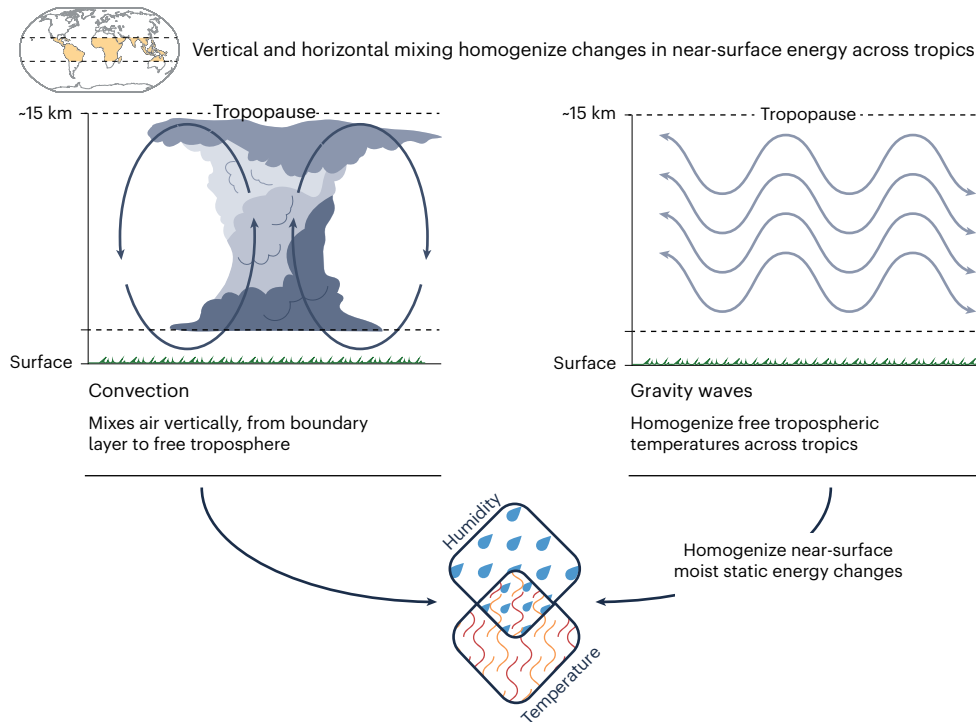 Vertical and horizontal mixing homogenize changes in near-surface energy across tropics
~15 km
Tropopause
Surface
Convection
Mixes air vertically, from boundary
layer to free troposphere
~15 km
Tropopause
Surface
Gravity waves
Homogenize free tropospheric
temperatures across tropics
Humidity
Temperature
Homogenize near-surface
moist static energy changes